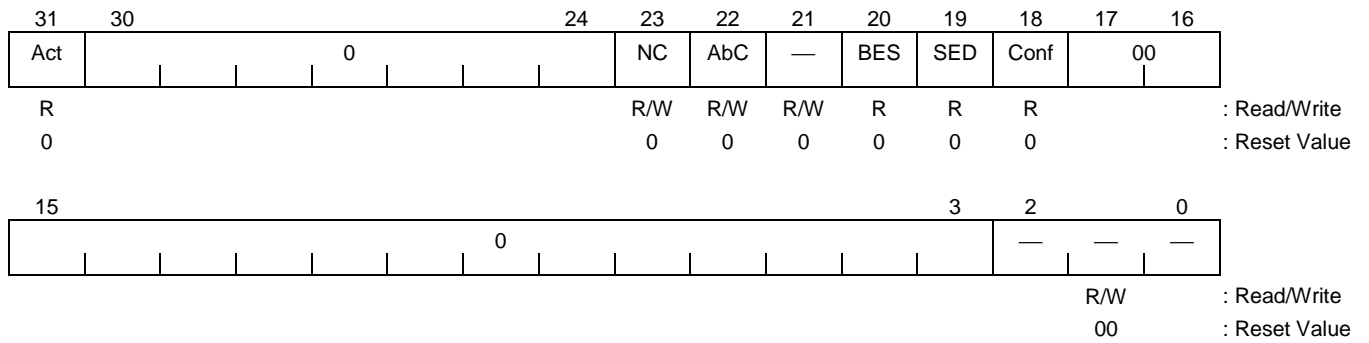 31 30 24 23 22 21 20 19 18 17 16
Act 0 NC AbC — BES SED Conf 00
R R/W R/W R/W R R R : Read/Write
0 0 0 0 0 0 0 : Reset Value
15 3 2 0
0 — — —
R/W : Read/Write
00 : Reset Value